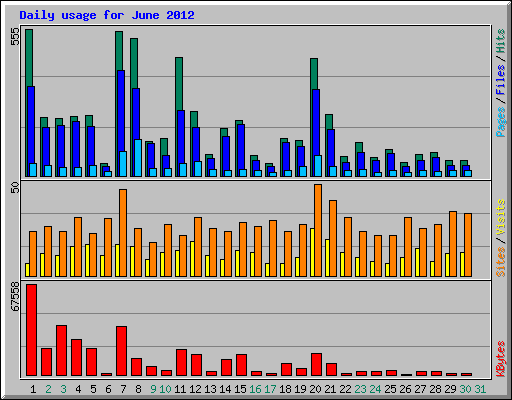 Daily usage for June 2012
555
Pages / Files / Hits
50
Sites / Visits
67558
KBytes
1 2 3 4 5 6 7 8 9 10 11 12 13 14 15 16 17 18 19 20 21 22 23 24 25 26 27 28 29 30 31